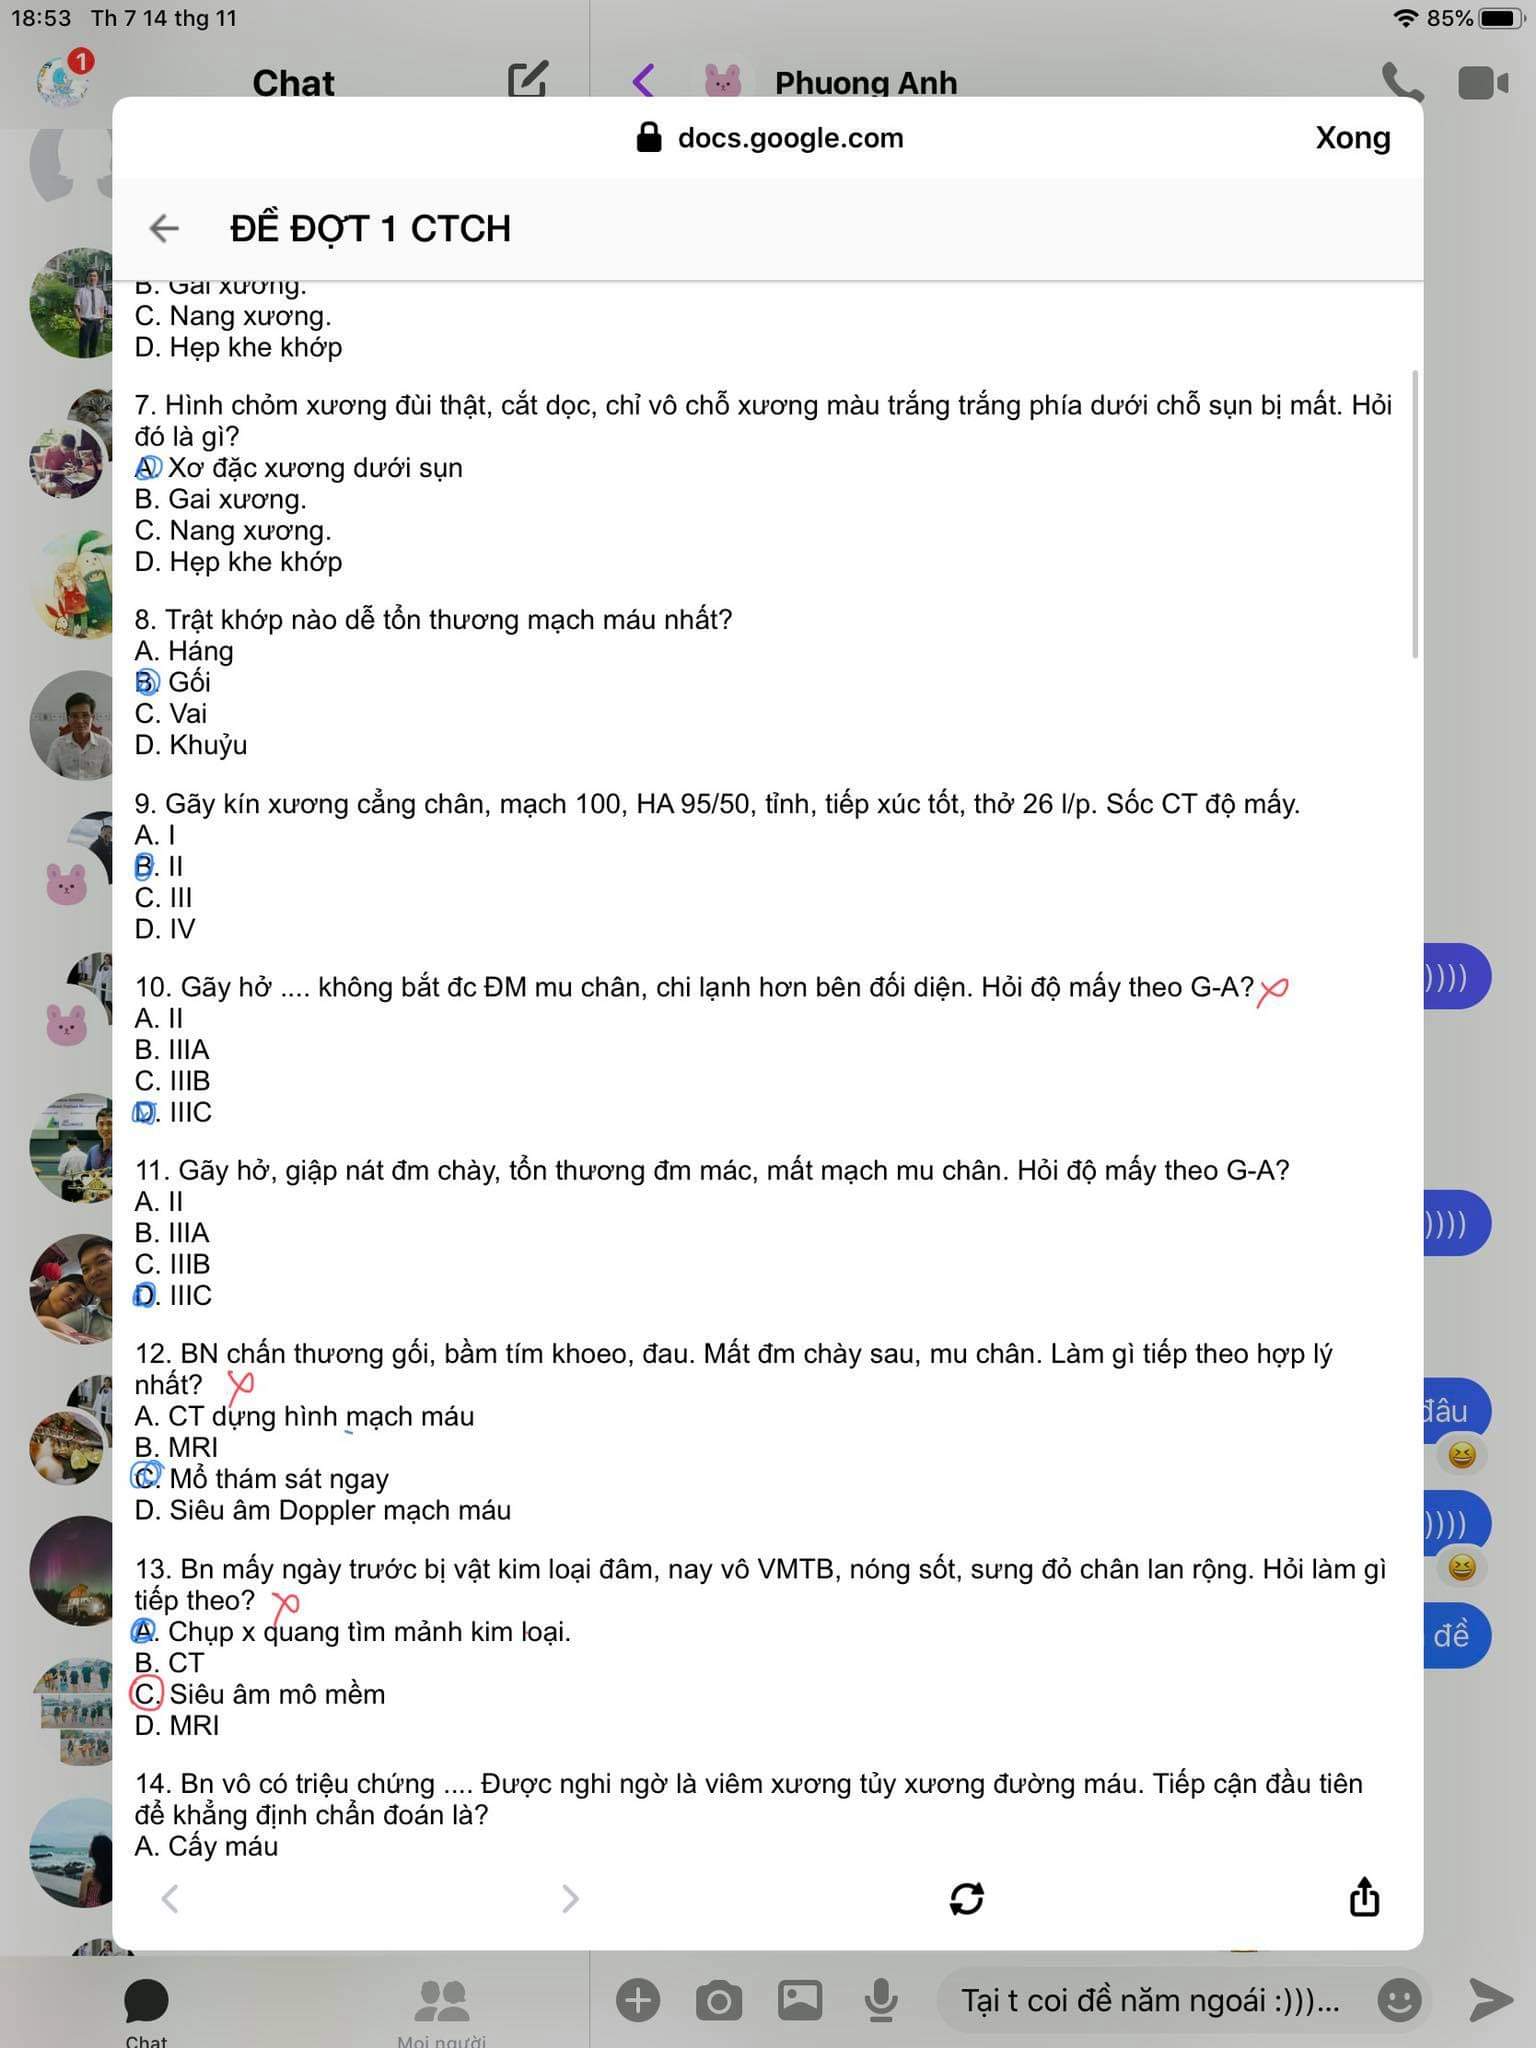 18:53 Th 7 14 thg 11
85%
1
Chat
Phuong Anh
docs.google.com
Xong
ĐỀ ĐỢT 1 CTCH
B. Gai xương.
C. Nang xương.
D. Hẹp khe khớp
7. Hình chỏm xương đùi thật, cắt dọc, chỉ vô chỗ xương màu trắng trắng phía dưới chỗ sụn bị mất. Hỏi
đó là gì?
A. Xơ đặc xương dưới sụn
B. Gai xương.
C. Nang xương.
D. Hẹp khe khớp
8. Trật khớp nào dễ tổn thương mạch máu nhất?
A. Háng
B. Gối
C. Vai
D. Khuỷu
9. Gãy kín xương cẳng chân, mạch 100, HA 95/50, tỉnh, tiếp xúc tốt, thở 26 l/p. Sốc CT độ mấy.
A. I
B. II
C. III
D. IV
10. Gãy hở .... không bắt đc ĐM mu chân, chi lạnh hơn bên đối diện. Hỏi độ mấy theo G-A?
A. II
B. IIIA
C. IIIB
D. IIIC
11. Gãy hở, giập nát đm chày, tổn thương đm mác, mất mạch mu chân. Hỏi độ mấy theo G-A?
A. II
B. IIIA
C. IIIB
D. IIIC
12. BN chấn thương gối, bầm tím khoeo, đau. Mất đm chày sau, mu chân. Làm gì tiếp theo hợp lý
nhất?
A. CT dựng hình mạch máu
B. MRI
C. Mổ thám sát ngay
D. Siêu âm Doppler mạch máu
13. Bn mấy ngày trước bị vật kim loại đâm, nay vô VMTB, nóng sốt, sưng đỏ chân lan rộng. Hỏi làm gì
tiếp theo?
A. Chụp x quang tìm mảnh kim loại.
B. CT
C. Siêu âm mô mềm
D. MRI
14. Bn vô có triệu chứng .... Được nghi ngờ là viêm xương tủy xương đường máu. Tiếp cận đầu tiên
để khẳng định chẩn đoán là?
A. Cấy máu
))))
))))
đâu
))))
đề
Tại t coi đề năm ngoái :)))...
Chat
Mọi người